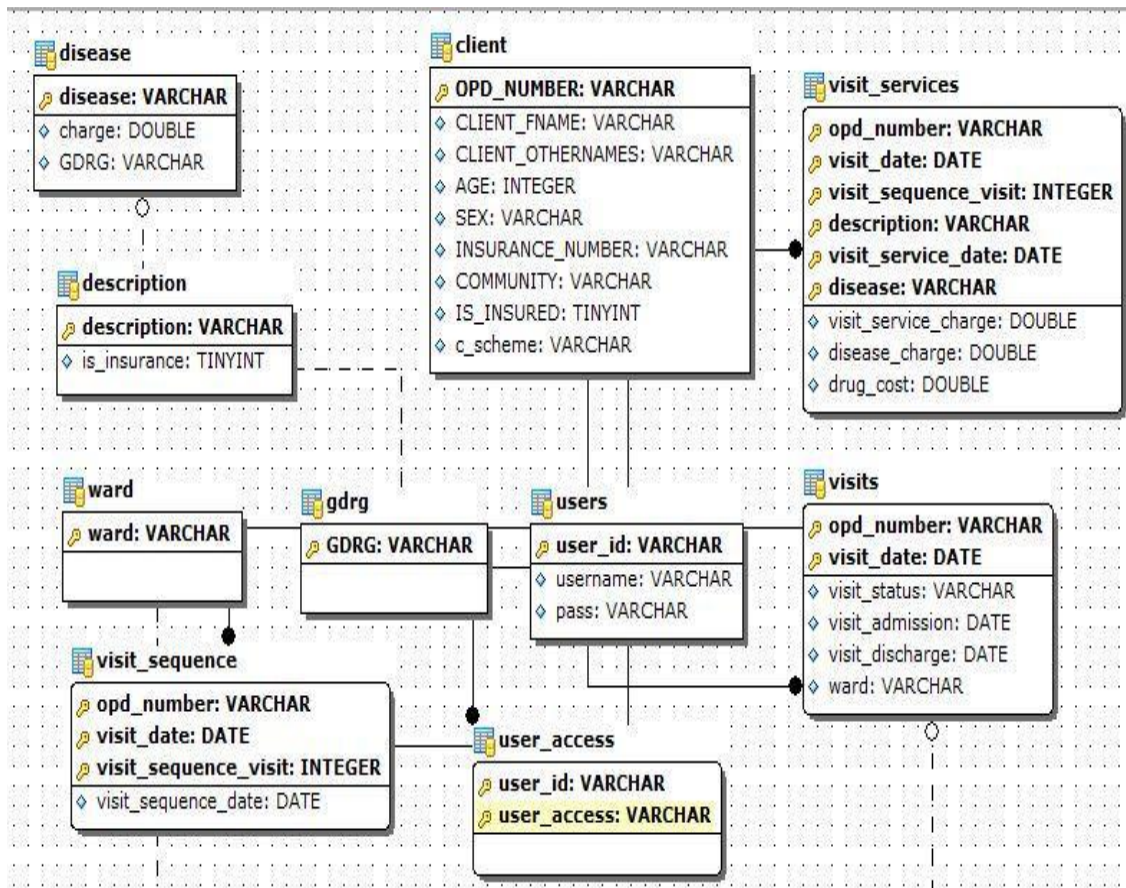 disease
disease: VARCHAR
charge: DOUBLE
GDRG: VARCHAR
client
OPD_NUMBER: VARCHAR
CLIENT_FNAME: VARCHAR
CLIENT_OTHERNAMES: VARCHAR
AGE: INTEGER
SEX: VARCHAR
INSURANCE_NUMBER: VARCHAR
COMMUNITY: VARCHAR
IS_INSURED: TINYINT
c_scheme: VARCHAR
visit_services
opd_number: VARCHAR
visit_date: DATE
visit_sequence_visit: INTEGER
description: VARCHAR
visit_service_date: DATE
disease: VARCHAR
visit_service_charge: DOUBLE
disease_charge: DOUBLE
drug_cost: DOUBLE
description
description: VARCHAR
is_insurance: TINYINT
ward
ward: VARCHAR
gdrg
GDRG: VARCHAR
users
user_id: VARCHAR
username: VARCHAR
pass: VARCHAR
visits
opd_number: VARCHAR
visit_date: DATE
visit_status: VARCHAR
visit_admission: DATE
visit_discharge: DATE
ward: VARCHAR
visit_sequence
opd_number: VARCHAR
visit_date: DATE
visit_sequence_visit: INTEGER
visit_sequence_date: DATE
user_access
user_id: VARCHAR
user_access: VARCHAR